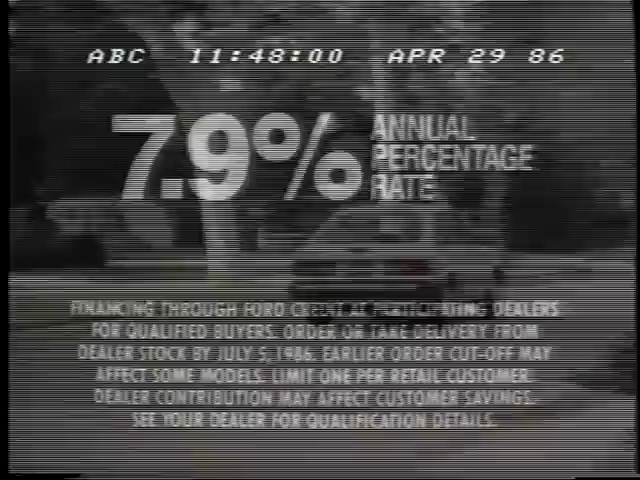 ABC 11:48:00 APR 29 86
7.9% ANNUAL
PERCENTAGE
RATE
FINANCING THROUGH FORD CREDIT AT PARTICIPATING DEALERS
FOR QUALIFIED BUYERS. ORDER OR TAKE DELIVERY FROM
DEALER STOCK BY JULY 5, 1986. EARLIER ORDER CUT-OFF MAY
AFFECT SOME MODELS. LIMIT ONE PER RETAIL CUSTOMER.
DEALER CONTRIBUTION MAY AFFECT CUSTOMER SAVINGS.
SEE YOUR DEALER FOR QUALIFICATION DETAILS.